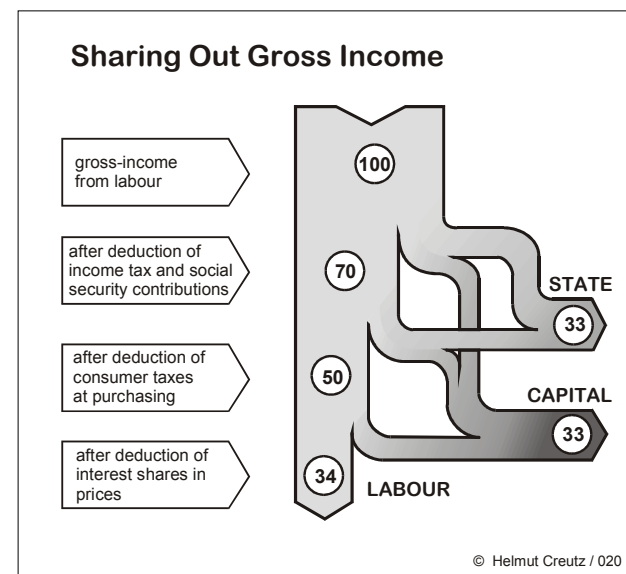 Sharing Out Gross Income
gross-income
from labour
100
after deduction of
income tax and social
security contributions
70
STATE
33
after deduction of
consumer taxes
at purchasing
50
CAPITAL
33
after deduction of
interest shares in
prices
34
LABOUR
© Helmut Creutz / 020